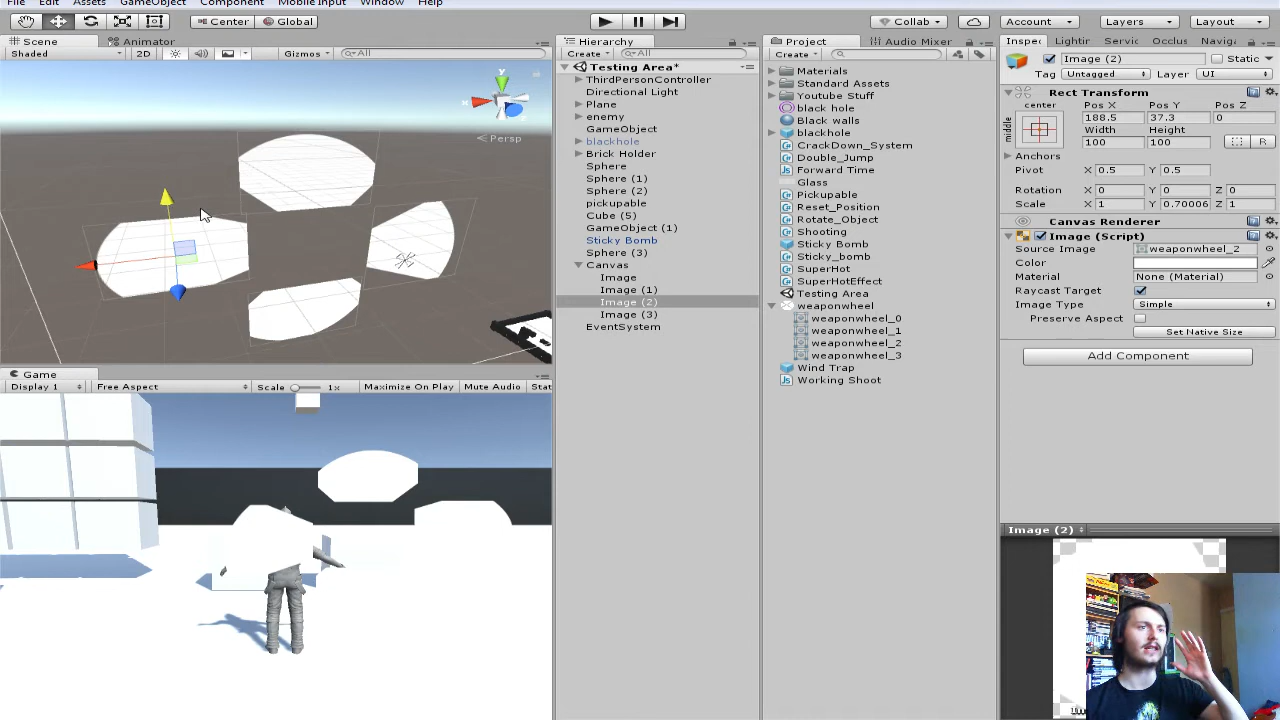 File Edit Assets GameObject Component Mobile Input Window Help
Center Global Collab Account Layers Layout
Scene Animator
Shaded 2D Gizmos All
y
x
Persp
Game
Display 1 Free Aspect Scale 1x Maximize On Play Mute Audio Stat
Hierarchy
Create All
Testing Area*
ThirdPersonController
Directional Light
Plane
enemy
GameObject
blackhole
Brick Holder
Sphere
Sphere (1)
Sphere (2)
pickupable
Cube (5)
GameObject (1)
Sticky Bomb
Sphere (3)
Canvas
Image
Image (1)
Image (2)
Image (3)
EventSystem
Project Audio Mixer
Create
Materials
Standard Assets
Youtube Stuff
black hole
Black walls
blackhole
CrackDown_System
Double_Jump
Forward Time
Glass
Pickupable
Reset_Position
Rotate_Object
Shooting
Sticky Bomb
Sticky_bomb
SuperHot
SuperHotEffect
Testing Area
weaponwheel
weaponwheel_0
weaponwheel_1
weaponwheel_2
weaponwheel_3
Wind Trap
Working Shoot
Inspec Lightin Servic Occlus Navig
Image (2) Static
Tag Untagged Layer UI
Rect Transform
center Pos X Pos Y Pos Z
middle 188.5 37.3 0
Width Height
100 100 R
Anchors
Pivot X 0.5 Y 0.5
Rotation X 0 Y 0 Z 0
Scale X 1 Y 0.70006 Z 1
Canvas Renderer
Image (Script)
Source Image weaponwheel_2
Color
Material None (Material)
Raycast Target
Image Type Simple
Preserve Aspect
Set Native Size
Add Component
Image (2)